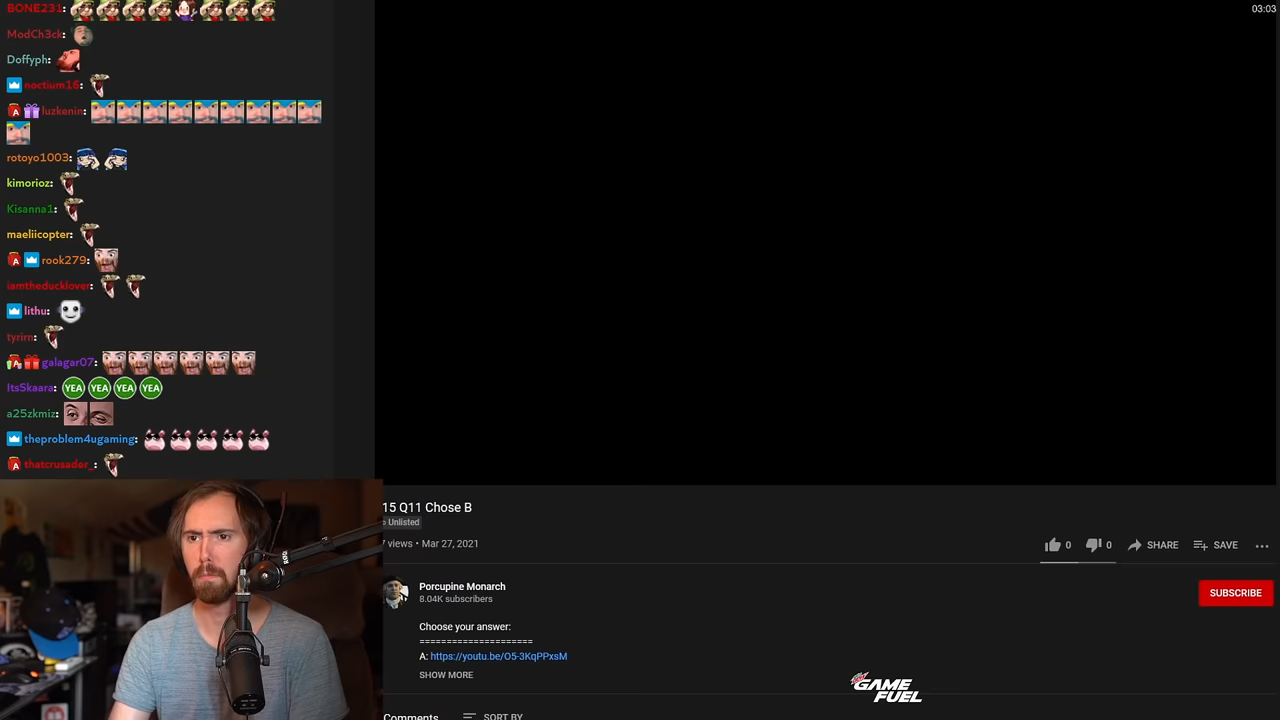 BONE231:
ModCh3ck:
Doffyph:
noctium16:
luzkenin:
rotoyo1003:
kimorioz:
Kisanna1:
maeliicopter:
rook279:
iamtheducklover:
lithu:
tyrirn:
galagar07:
ItsSkaara: YEA YEA YEA YEA
a25zkmiz:
theproblem4ugaming:
thatcrusader_:
03:03
15 Q11 Chose B
Unlisted
7 views • Mar 27, 2021
0 0 SHARE SAVE
Porcupine Monarch
8.04K subscribers
SUBSCRIBE
Choose your answer:
======================
A: https://youtu.be/O5-3KqPPxsM
SHOW MORE
GAME
FUEL
Comments SORT BY